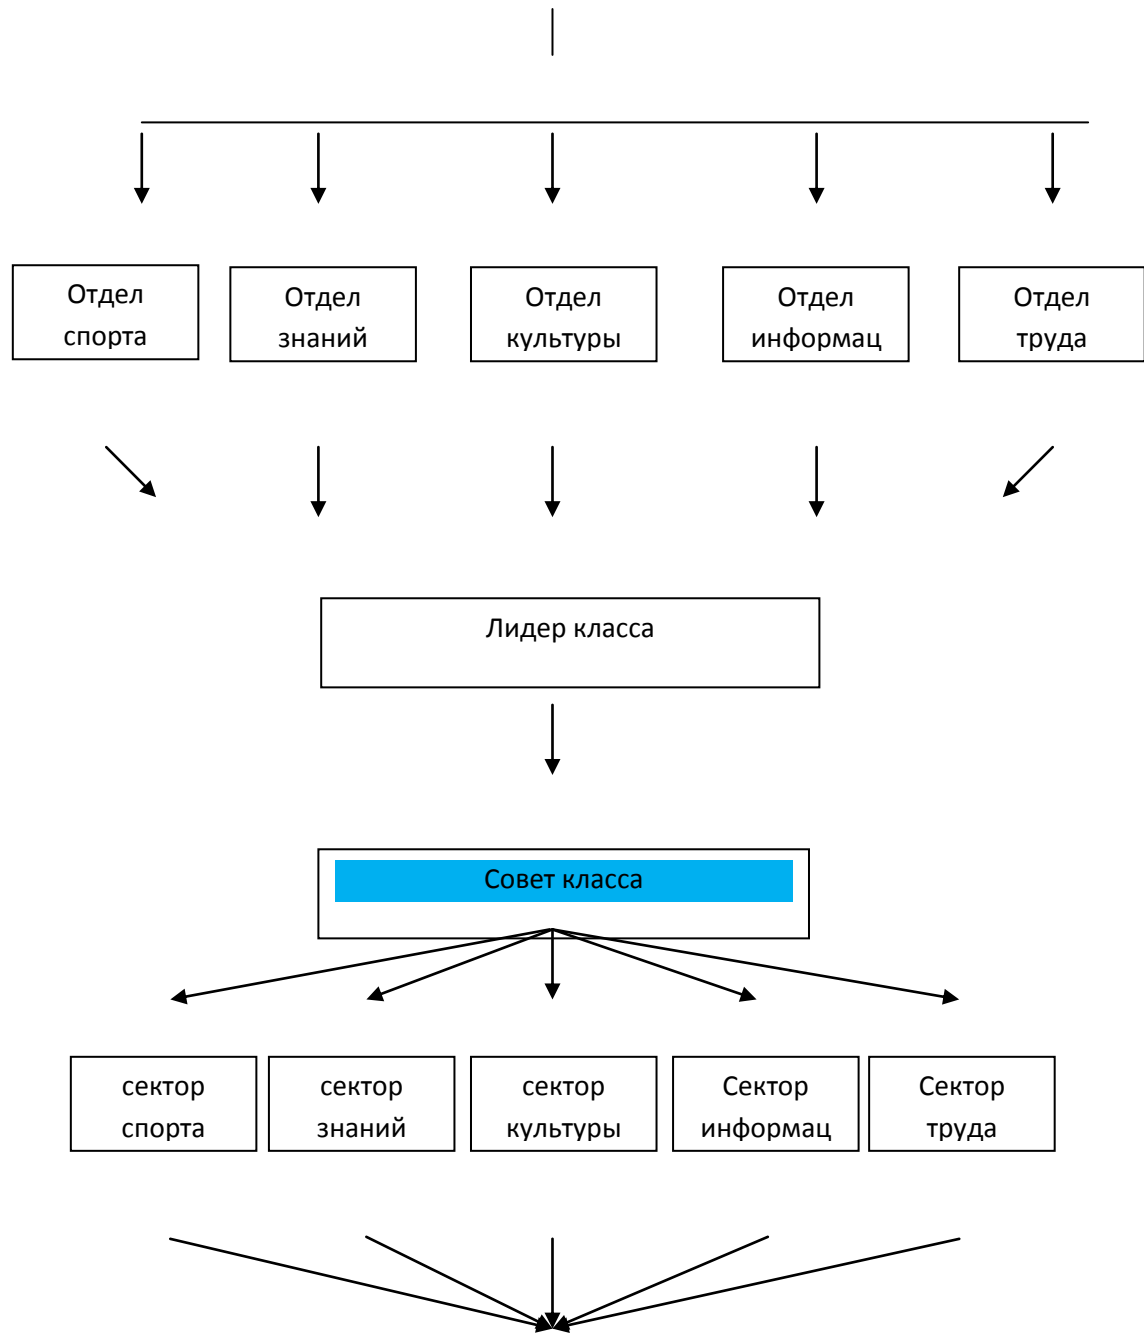 Отдел
спорта
Отдел
знаний
Отдел
культуры
Отдел
информац
Отдел
труда
Лидер класса
Совет класса
сектор
спорта
сектор
знаний
сектор
культуры
Сектор
информац
Сектор
труда